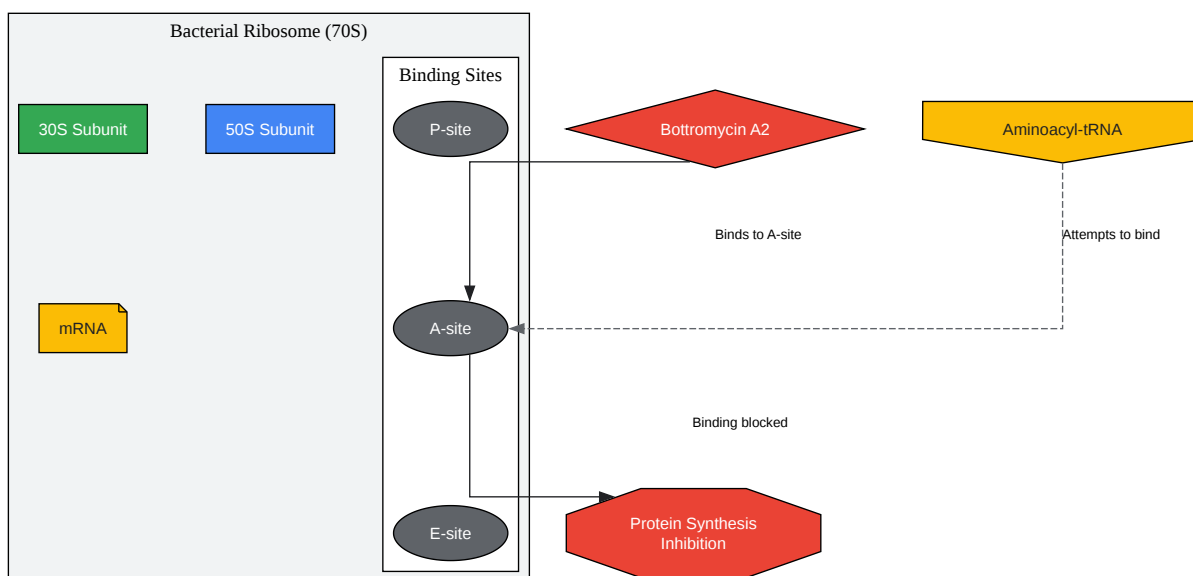 Bacterial Ribosome (70S)
Binding Sites
30S Subunit
50S Subunit
P-site
Bottromycin A2
Aminoacyl-tRNA
Binds to A-site
Attempts to bind
mRNA
A-site
Binding blocked
E-site
Protein Synthesis
Inhibition